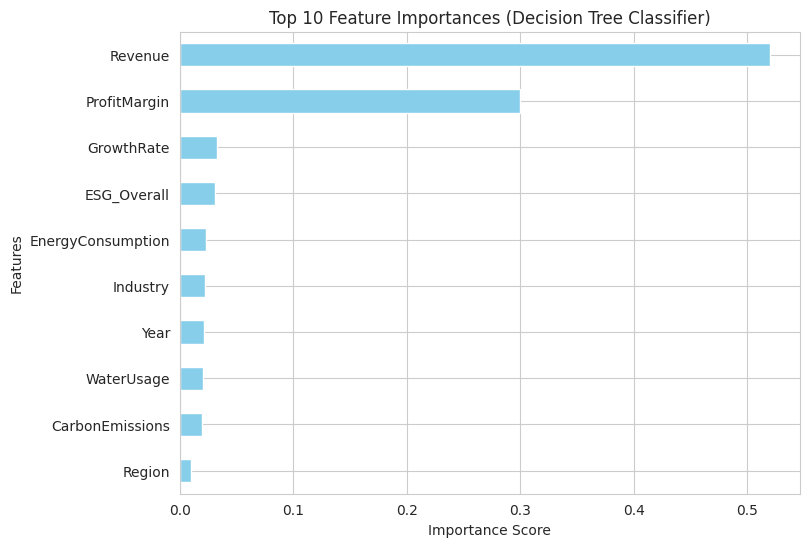 Top 10 Feature Importances (Decision Tree Classifier)
Revenue
ProfitMargin
GrowthRate
ESG_Overall
EnergyConsumption
Industry
Year
WaterUsage
CarbonEmissions
Region
Features
0.0 0.1 0.2 0.3 0.4 0.5
Importance Score